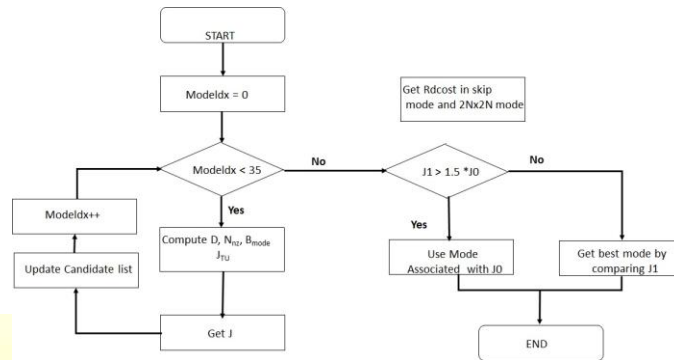 START
ModeIdx = 0
Get Rdcost in skip
mode and 2Nx2N mode
ModeIdx < 35
No
J1 > 1.5 *J0
No
Yes
Yes
ModeIdx++
Compute D, Nnz, Bmode
JTU
Use Mode
Associated with J0
Get best mode by
comparing J1
Update Candidate list
Get J
END